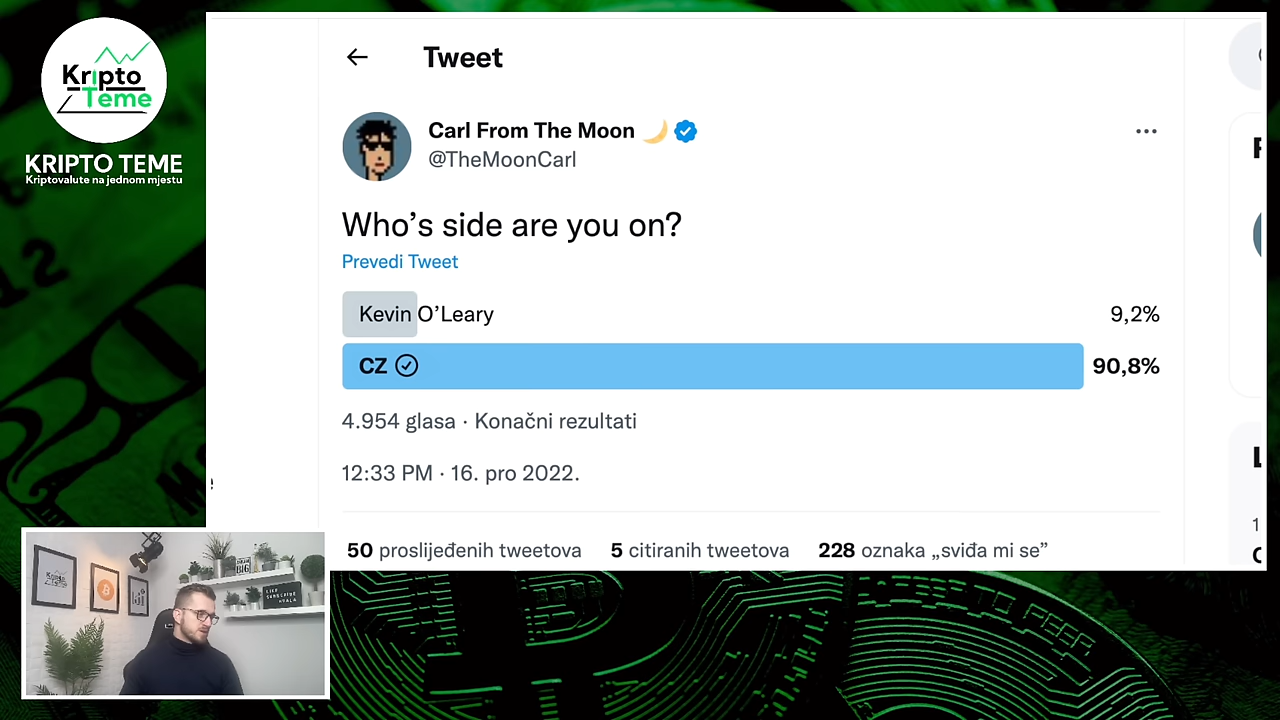 Kripto
Teme
KRIPTO TEME
Kriptovalute na jednom mjestu
Tweet
Carl From The Moon
@TheMoonCarl
Who's side are you on?
Prevedi Tweet
Kevin O'Leary 9,2%
CZ 90,8%
4.954 glasa · Konačni rezultati
12:33 PM · 16. pro 2022.
50 proslijeđenih tweetova 5 citiranih tweetova 228 oznaka „sviđa mi se”